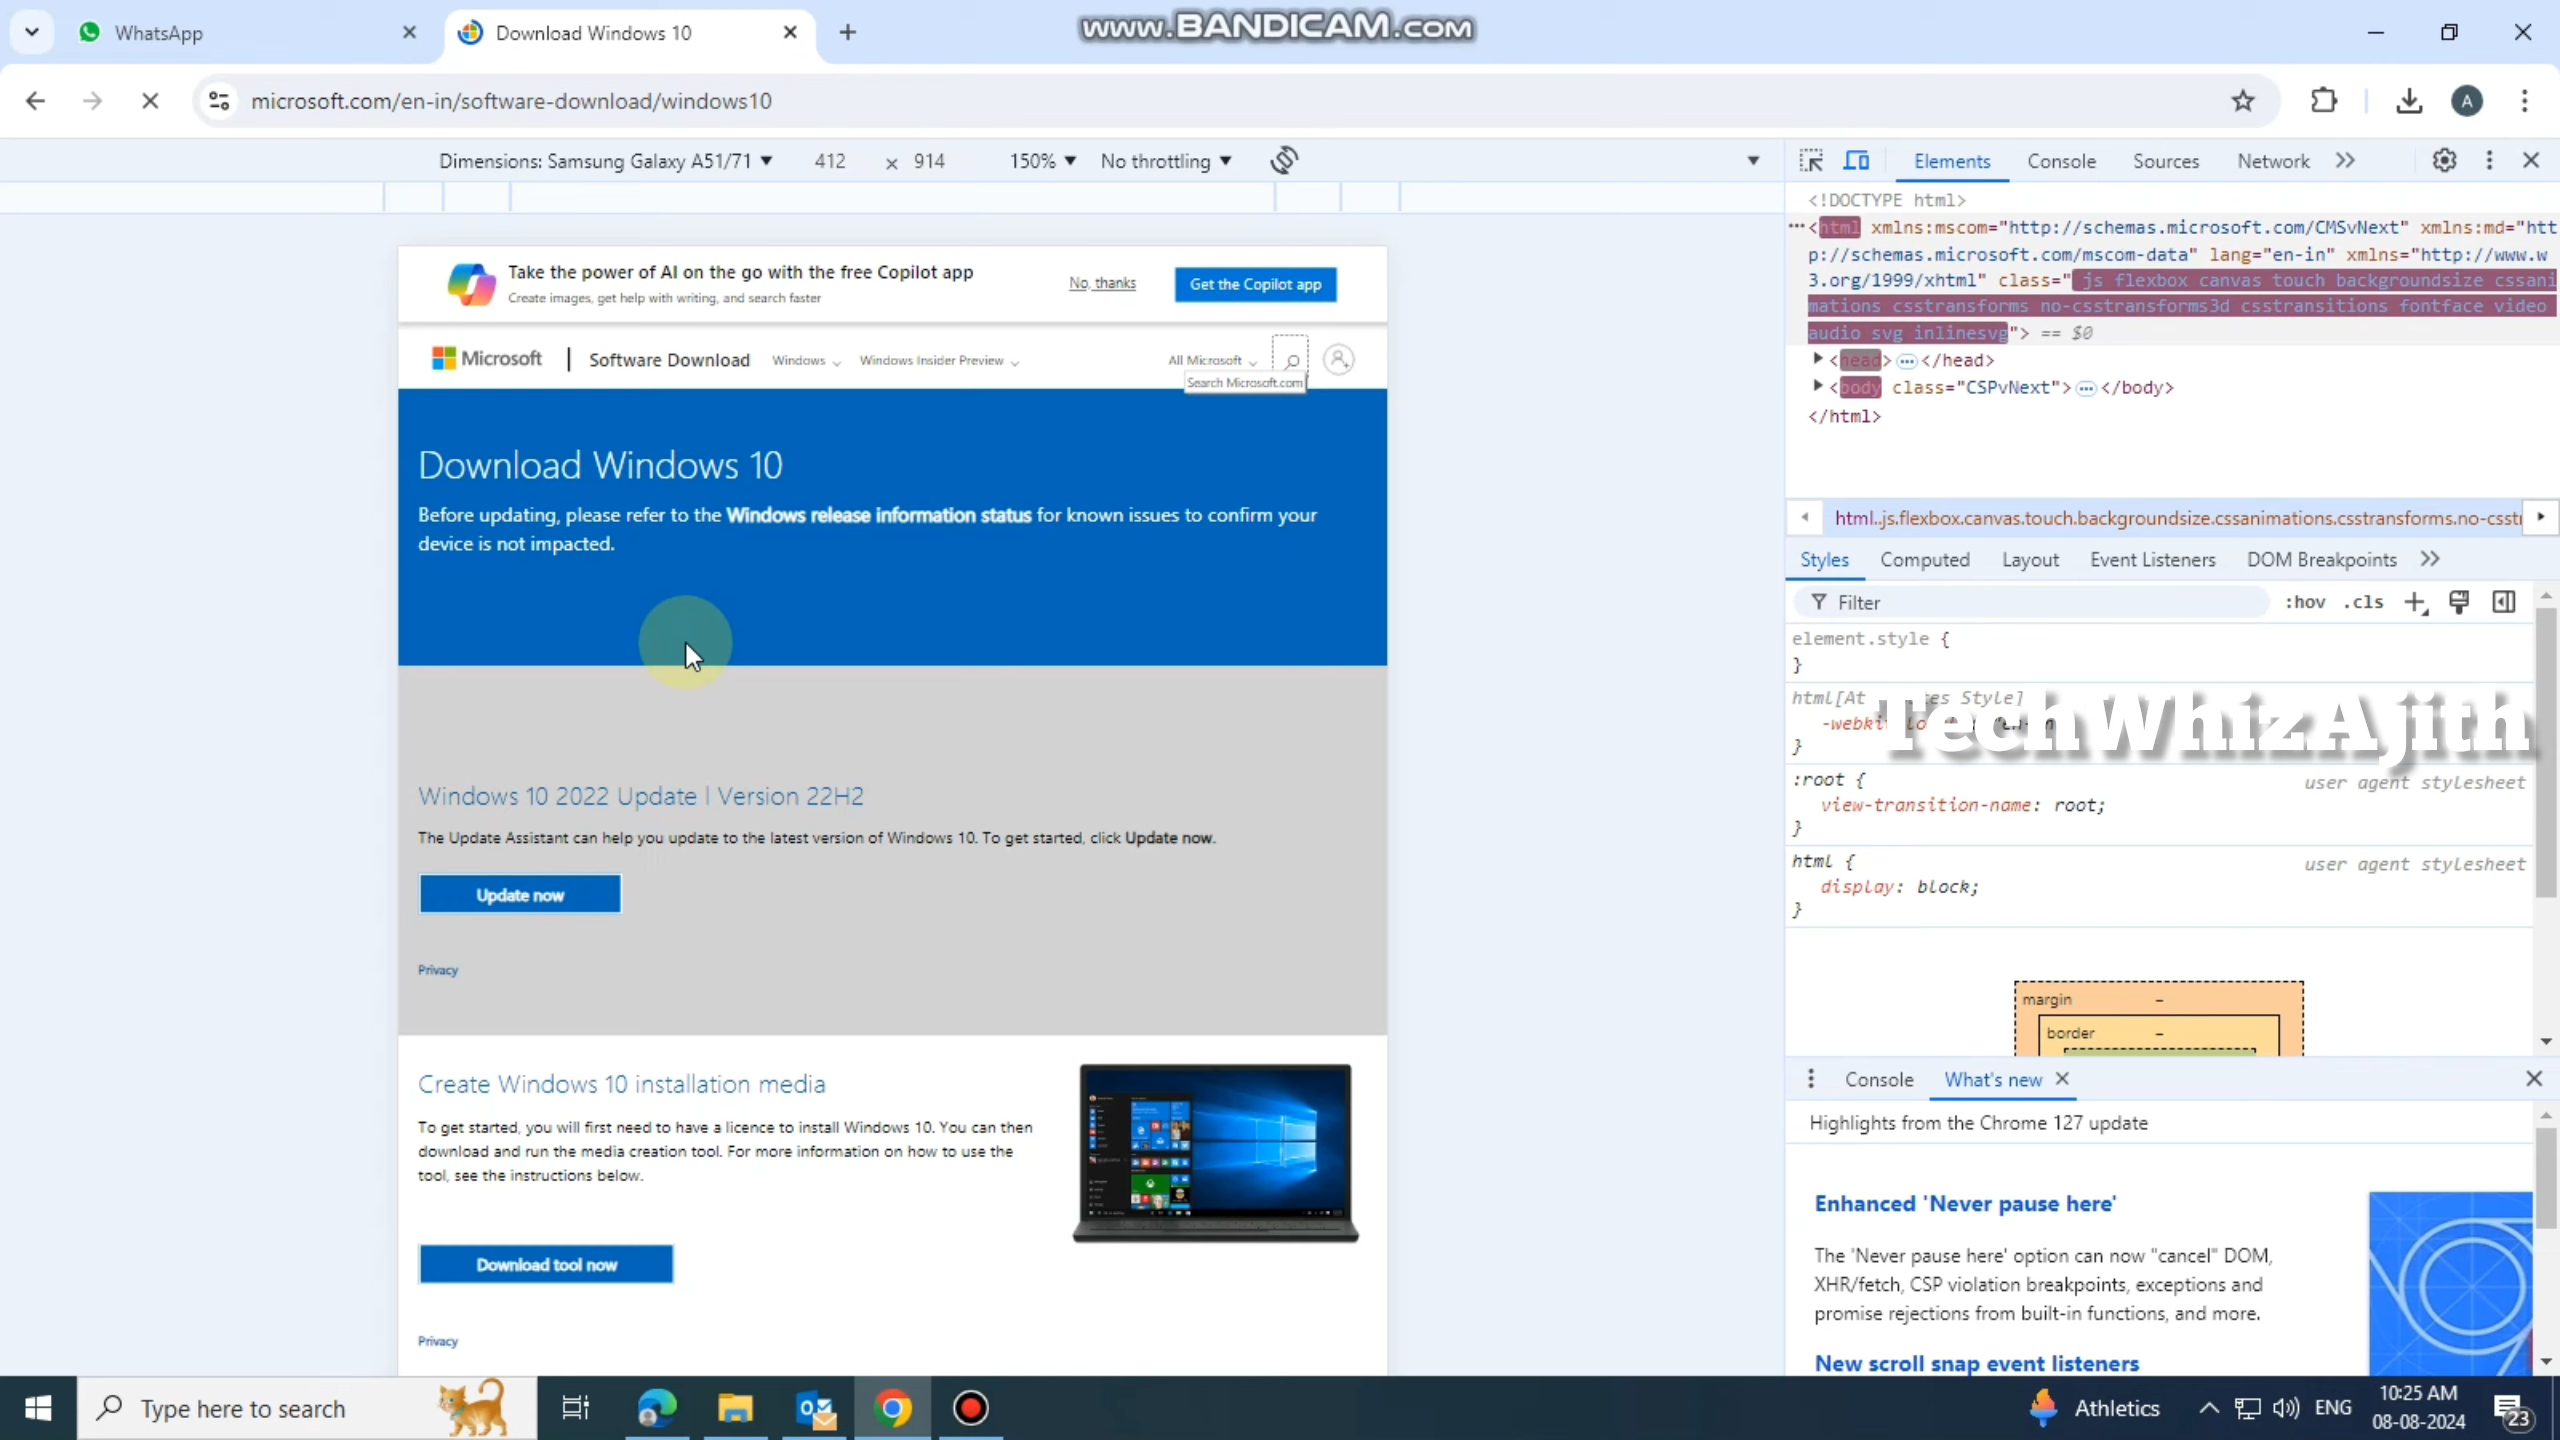 WhatsApp
Download Windows 10
www.BANDICAM.com
microsoft.com/en-in/software-download/windows10
Dimensions: Samsung Galaxy A51/71 412 × 914 150% No throttling
Take the power of AI on the go with the free Copilot app
Create images, get help with writing, and search faster
No, thanks
Get the Copilot app
Microsoft Software Download Windows Windows Insider Preview All Microsoft
Search Microsoft.com
Download Windows 10
Before updating, please refer to the Windows release information status for known issues to confirm your
device is not impacted.
Windows 10 2022 Update | Version 22H2
The Update Assistant can help you update to the latest version of Windows 10. To get started, click Update now.
Update now
Privacy
Create Windows 10 installation media
To get started, you will first need to have a licence to install Windows 10. You can then
download and run the media creation tool. For more information on how to use the
tool, see the instructions below.
Download tool now
Privacy
Elements Console Sources Network
<!DOCTYPE html>
<html xmlns:mscom="http://schemas.microsoft.com/CMSvNext" xmlns:md="htt
p://schemas.microsoft.com/mscom-data" lang="en-in" xmlns="http://www.w
3.org/1999/xhtml" class=" js flexbox canvas touch backgroundsize cssani
mations csstransforms no-csstransforms3d csstransitions fontface video
audio svg inlinesvg"> == $0
<head> </head>
<body class="CSPvNext"> </body>
</html>
html.js.flexbox.canvas.touch.backgroundsize.cssanimations.csstransforms.no-csst
Styles Computed Layout Event Listeners DOM Breakpoints
Filter :hov .cls
element.style {
}
html[At Style]
}
TechWhizAjith
:root { user agent stylesheet
view-transition-name: root;
}
html { user agent stylesheet
display: block;
}
margin –
border –
Console What's new
Highlights from the Chrome 127 update
Enhanced 'Never pause here'
The 'Never pause here' option can now "cancel" DOM,
XHR/fetch, CSP violation breakpoints, exceptions and
promise rejections from built-in functions, and more.
New scroll snap event listeners
Type here to search
Athletics
ENG
10:25 AM
08-08-2024
23